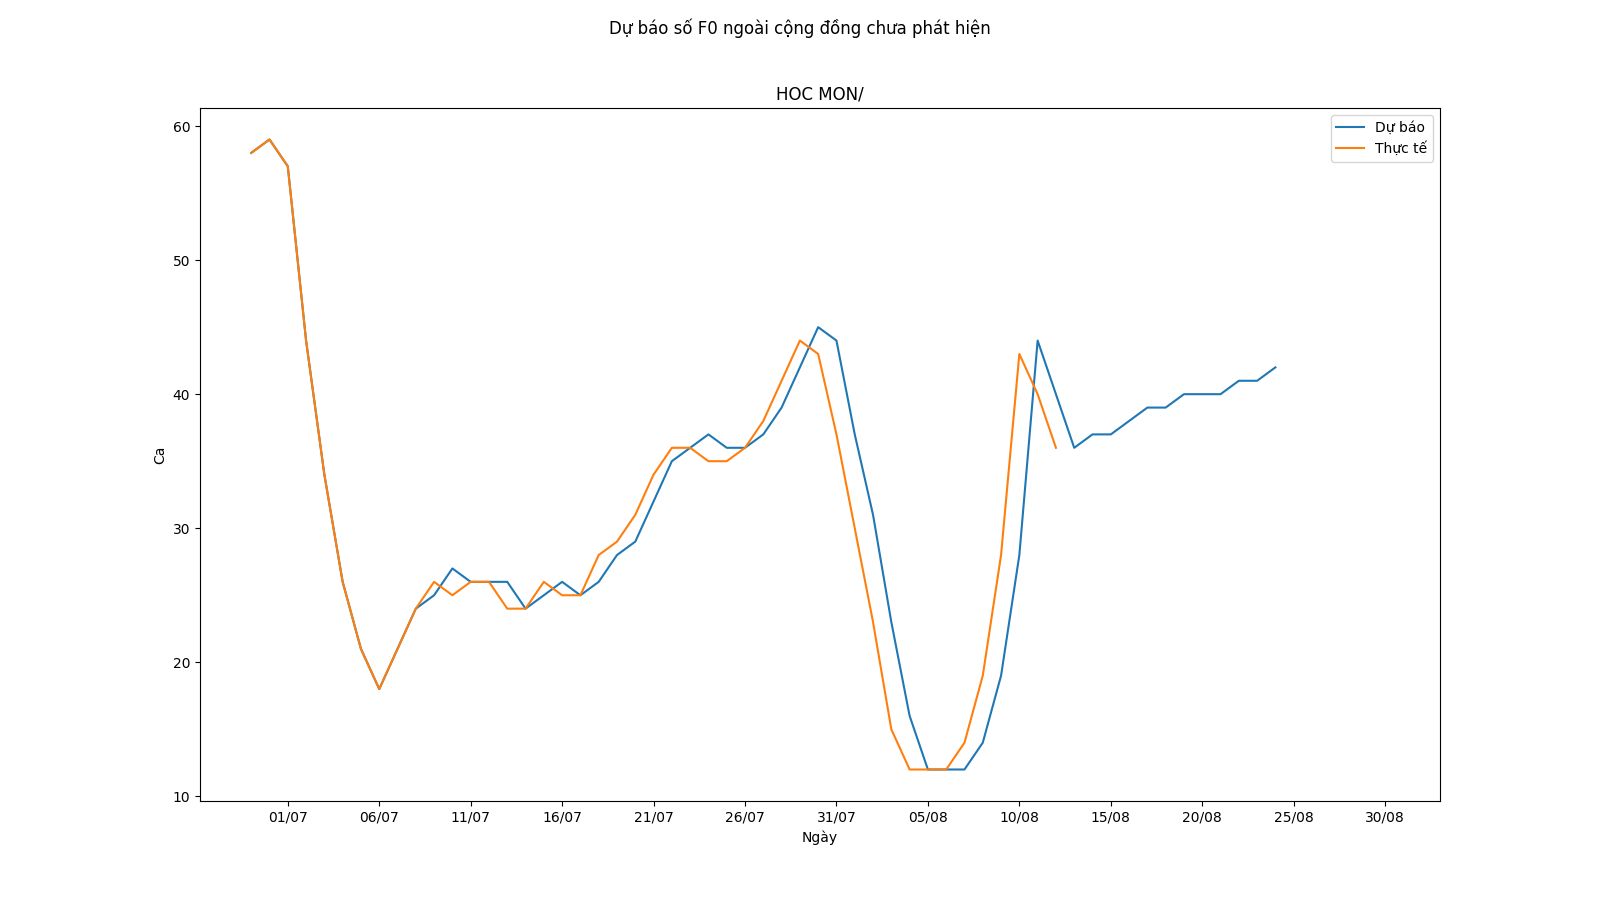 Dự báo số F0 ngoài cộng đồng chưa phát hiện
HOC MON/
Dự báo
Thực tế
60
50
40
30
20
10
Ca
01/07 06/07 11/07 16/07 21/07 26/07 31/07 05/08 10/08 15/08 20/08 25/08 30/08
Ngày